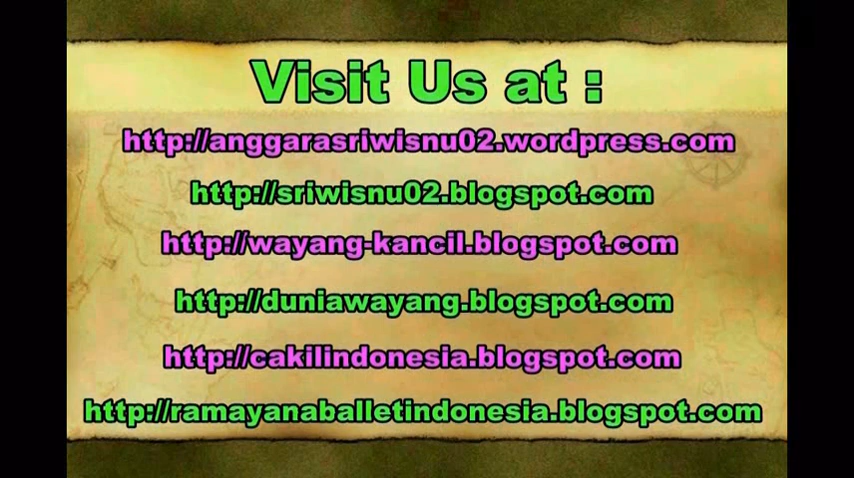 Visit Us at :
http://anggarasriwisnu02.wordpress.com
http://sriwisnu02.blogspot.com
http://wayang-kancil.blogspot.com
http://duniawayang.blogspot.com
http://cakilindonesia.blogspot.com
http://ramayanaballetindonesia.blogspot.com